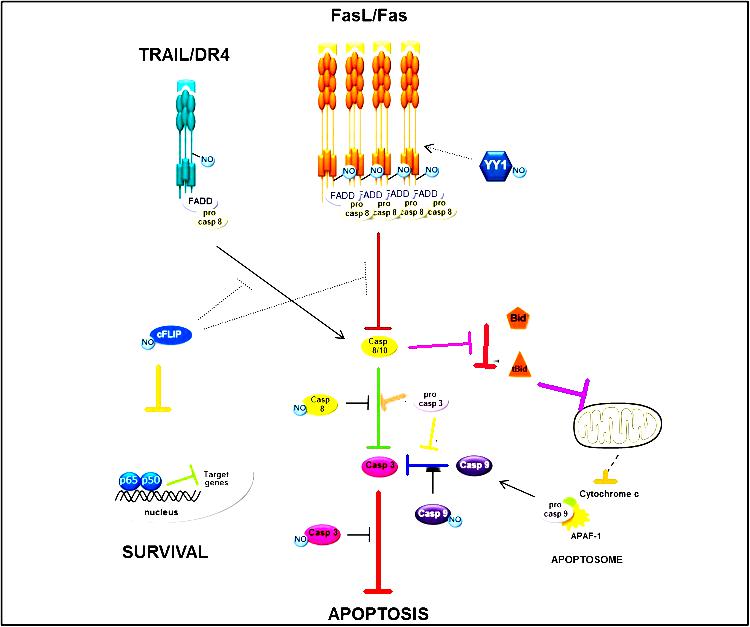 FasL/Fas
TRAIL/DR4
NO
FADD
pro
casp 8
NO
NO
NO
NO
FADD
FADD
FADD
FADD
pro
casp 8
pro
casp 8
pro
casp 8
pro
casp 8
YY1
NO
cFLIP
NO
Casp
8/10
Bid
tBid
NO
Casp
8
pro
casp 3
p65
p50
Target
genes
nucleus
Casp 3
Casp 9
Casp 9
NO
Cytochrome c
pro
casp 9
APAF-1
APOPTOSOME
SURVIVAL
NO
Casp 3
APOPTOSIS